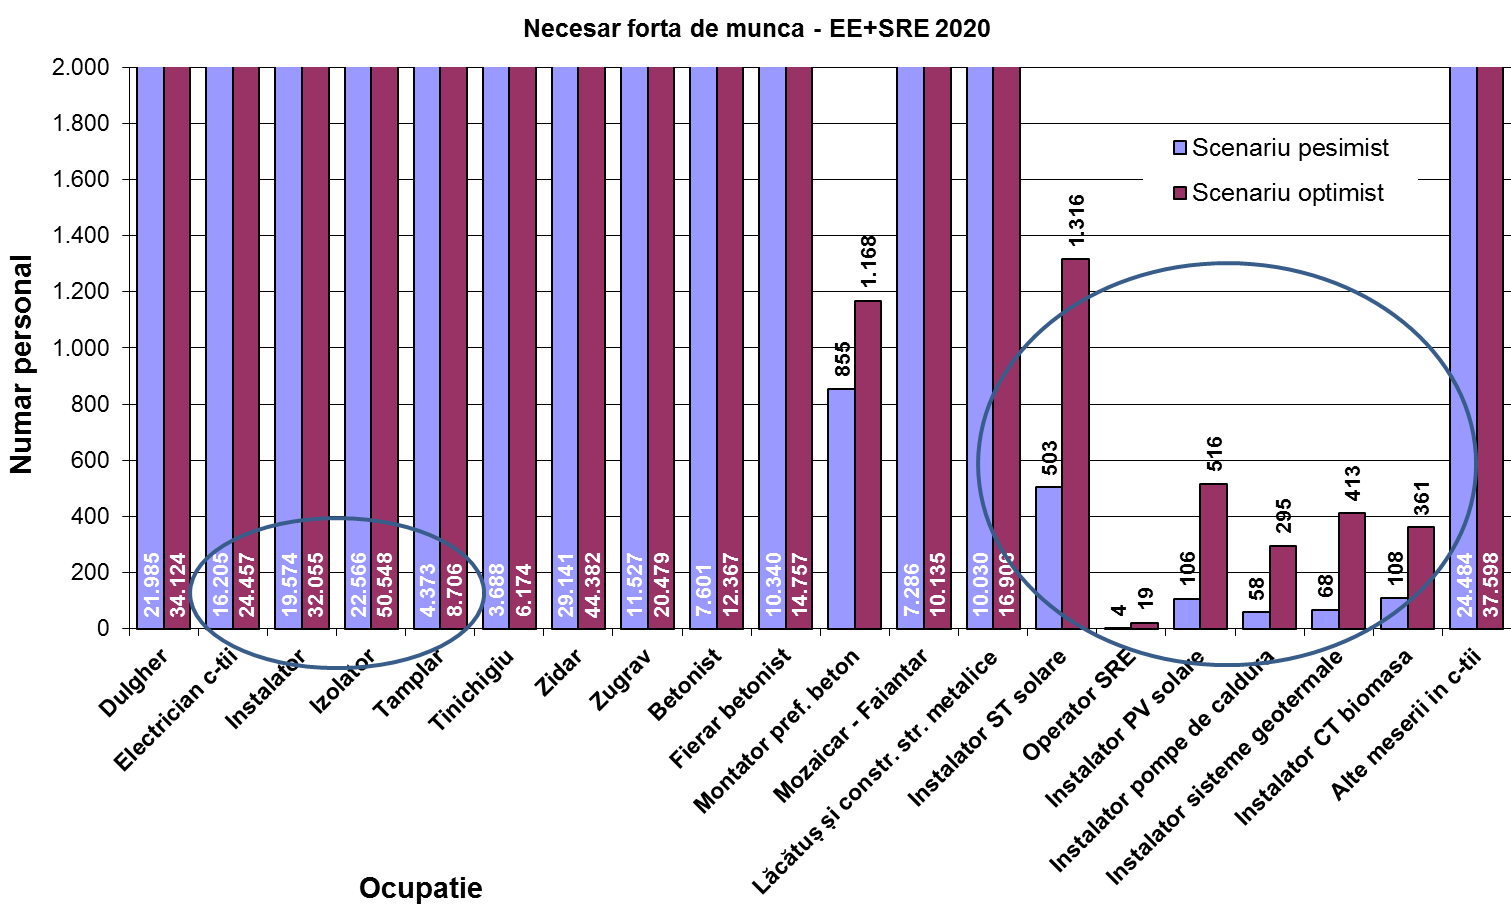 Necesar forta de munca - EE+SRE 2020
Numar personal
2.000
1.800
1.600
1.400
1.200
1.000
800
600
400
200
0
Scenariu pesimist
Scenariu optimist
21.985
34.124
16.205
24.457
19.574
32.055
22.566
50.548
4.373
8.706
3.688
6.174
29.141
44.382
11.527
20.479
7.601
12.367
10.340
14.757
855
1.168
7.286
10.135
10.030
16.906
503
1.316
4
19
106
516
58
295
68
413
108
361
24.484
37.598
Dulgher
Electrician c-tii
Instalator
Izolator
Tamplar
Tinichigiu
Zidar
Zugrav
Betonist
Fierar betonist
Montator pref. beton
Mozaicar - Faiantar
Lăcătuș și constr. str. metalice
Instalator ST solare
Operator SRE
Instalator PV solare
Instalator pompe de caldura
Instalator sisteme geotermale
Instalator CT biomasa
Alte meserii in c-tii
Ocupatie